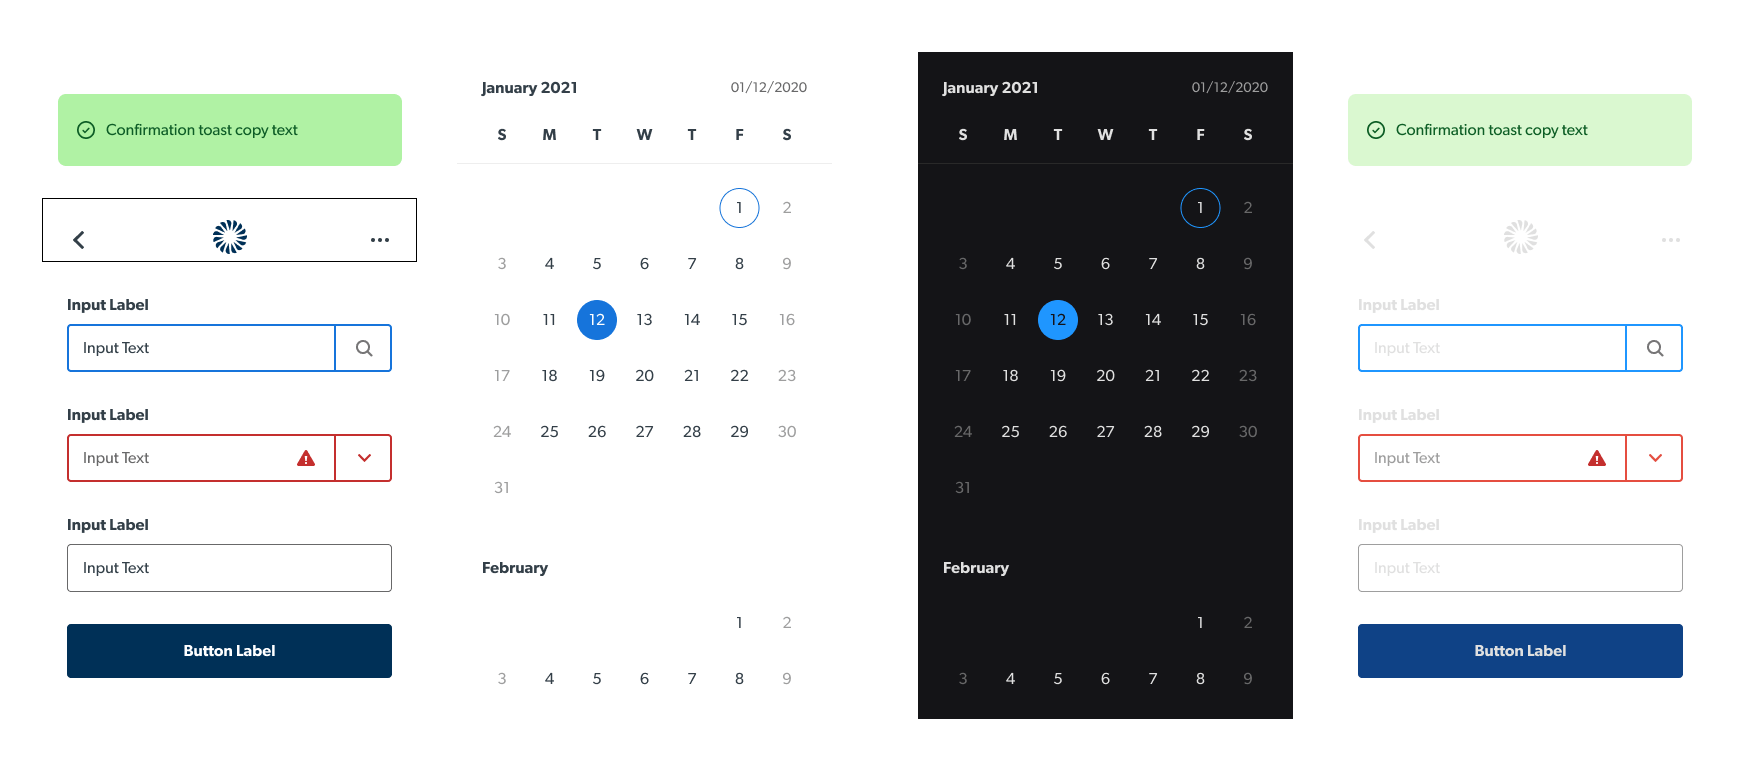 Confirmation toast copy text
Input Label
Input Text
Input Label
Input Text
Input Label
Input Text
Button Label
January 2021 01/12/2020
S M T W T F S
1 2
3 4 5 6 7 8 9
10 11 12 13 14 15 16
17 18 19 20 21 22 23
24 25 26 27 28 29 30
31
February
1 2
3 4 5 6 7 8 9
January 2021 01/12/2020
S M T W T F S
1 2
3 4 5 6 7 8 9
10 11 12 13 14 15 16
17 18 19 20 21 22 23
24 25 26 27 28 29 30
31
February
1 2
3 4 5 6 7 8 9
Confirmation toast copy text
Input Label
Input Text
Input Label
Input Text
Input Label
Input Text
Button Label